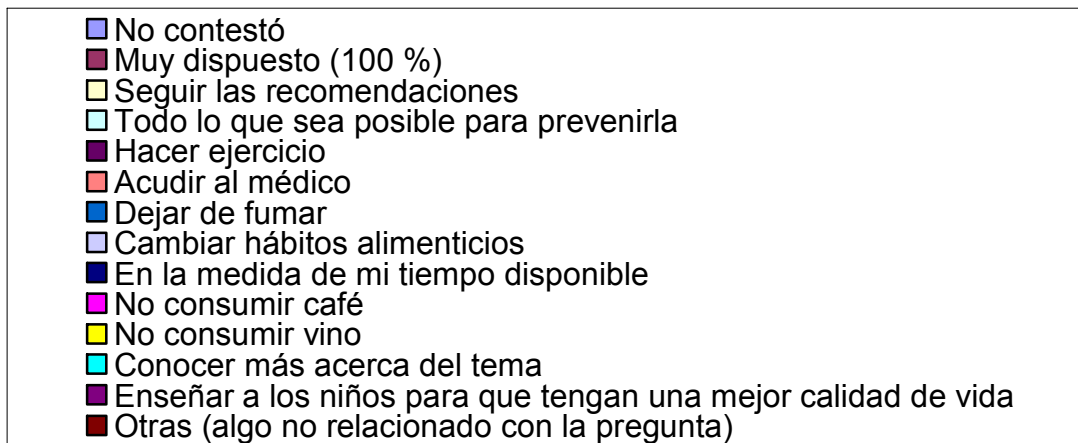 No contestó
Muy dispuesto (100 %)
Seguir las recomendaciones
Todo lo que sea posible para prevenirla
Hacer ejercicio
Acudir al médico
Dejar de fumar
Cambiar hábitos alimenticios
En la medida de mi tiempo disponible
No consumir café
No consumir vino
Conocer más acerca del tema
Enseñar a los niños para que tengan una mejor calidad de vida
Otras (algo no relacionado con la pregunta)